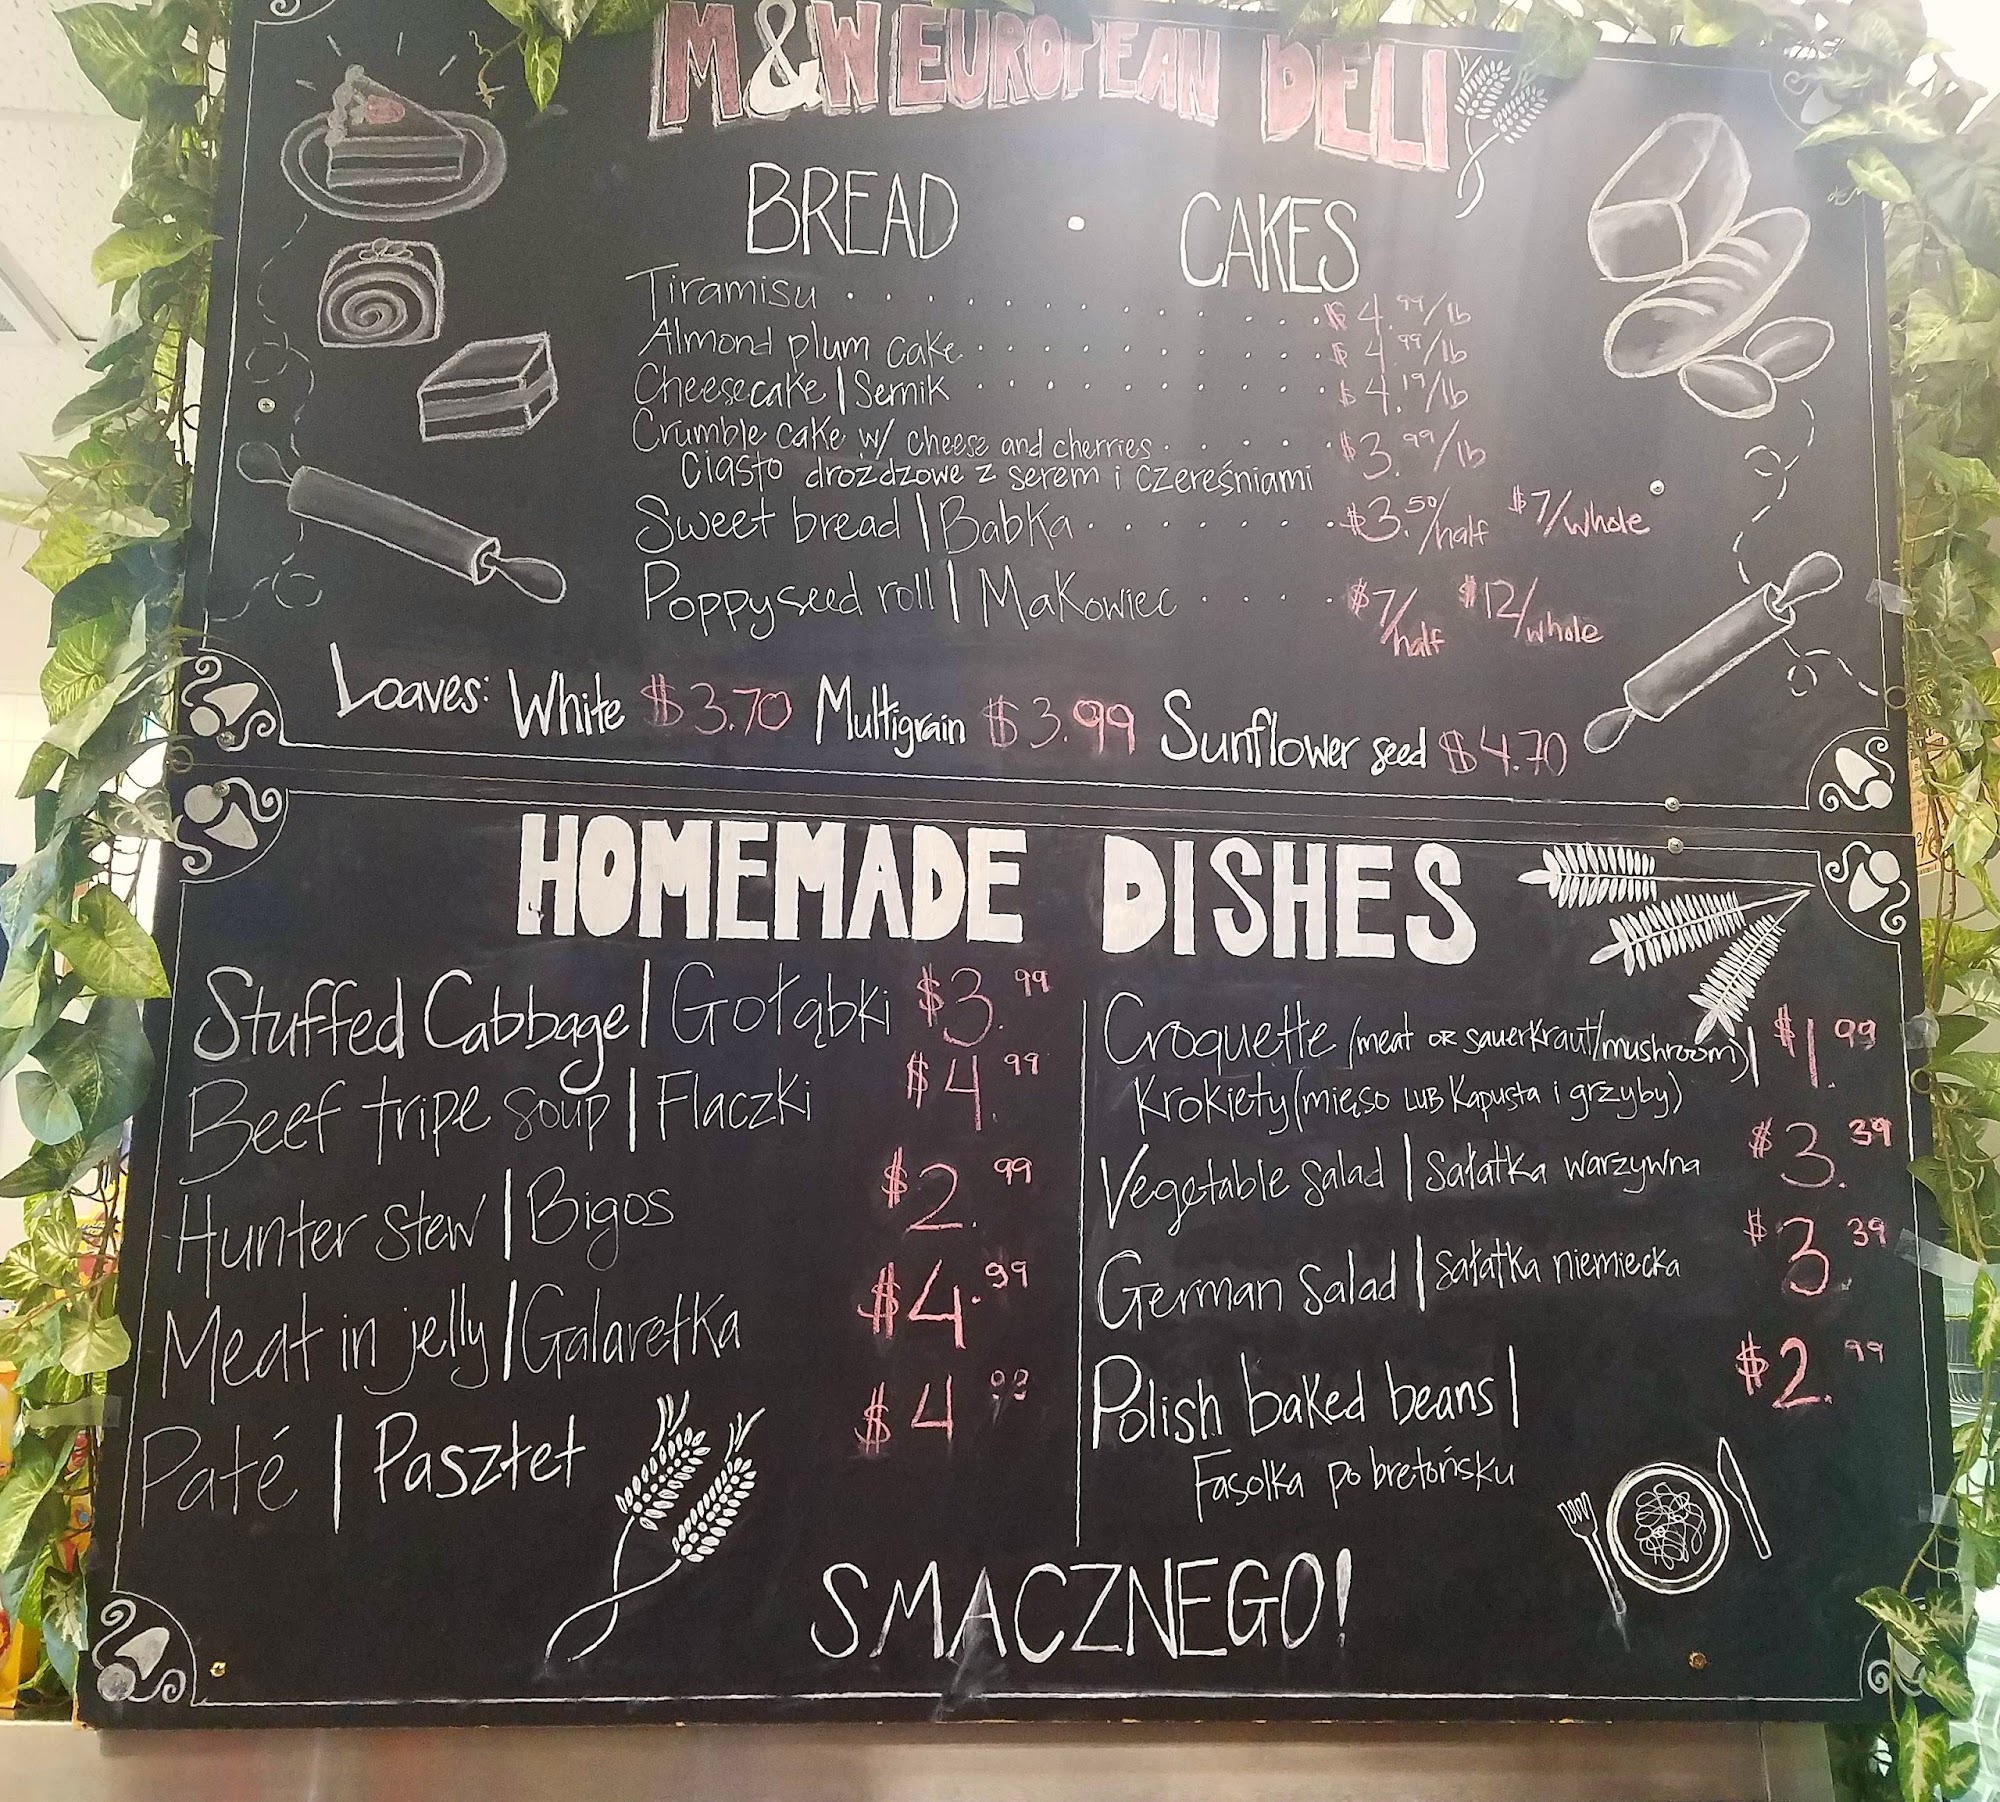 M&W EUROPEAN DELI
BREAD · CAKES
Tiramisu . . . . . . . . . . . . . $4.99/lb
Almond plum cake . . . . . . . . . . $4.99/lb
Cheesecake | Sernik . . . . . . . . . . $4.19/lb
Crumble cake w/ cheese and cherries . . . . . $3.99/lb
Ciasto drożdżowe z serem i czereśniami
Sweet bread | Babka . . . . . . . $3.50/half $7/whole
Poppyseed roll | Makowiec . . . . $7/half $12/whole
Loaves: White $3.70 Multigrain $3.99 Sunflower seed $4.70
HOMEMADE DISHES
Stuffed Cabbage | Gołąbki $3.99
Beef tripe soup | Flaczki $4.99
Hunter stew | Bigos $2.99
Meat in jelly | Galaretka $4.99
Paté | Pasztet $4.99
Croquette (meat or sauerkraut/mushroom) | $1.99
Krokiety (mięso lub kapusta i grzyby)
Vegetable salad | Sałatka warzywna $3.39
German salad | Sałatka niemiecka $3.39
Polish baked beans | $2.99
Fasolka po bretońsku
SMACZNEGO!